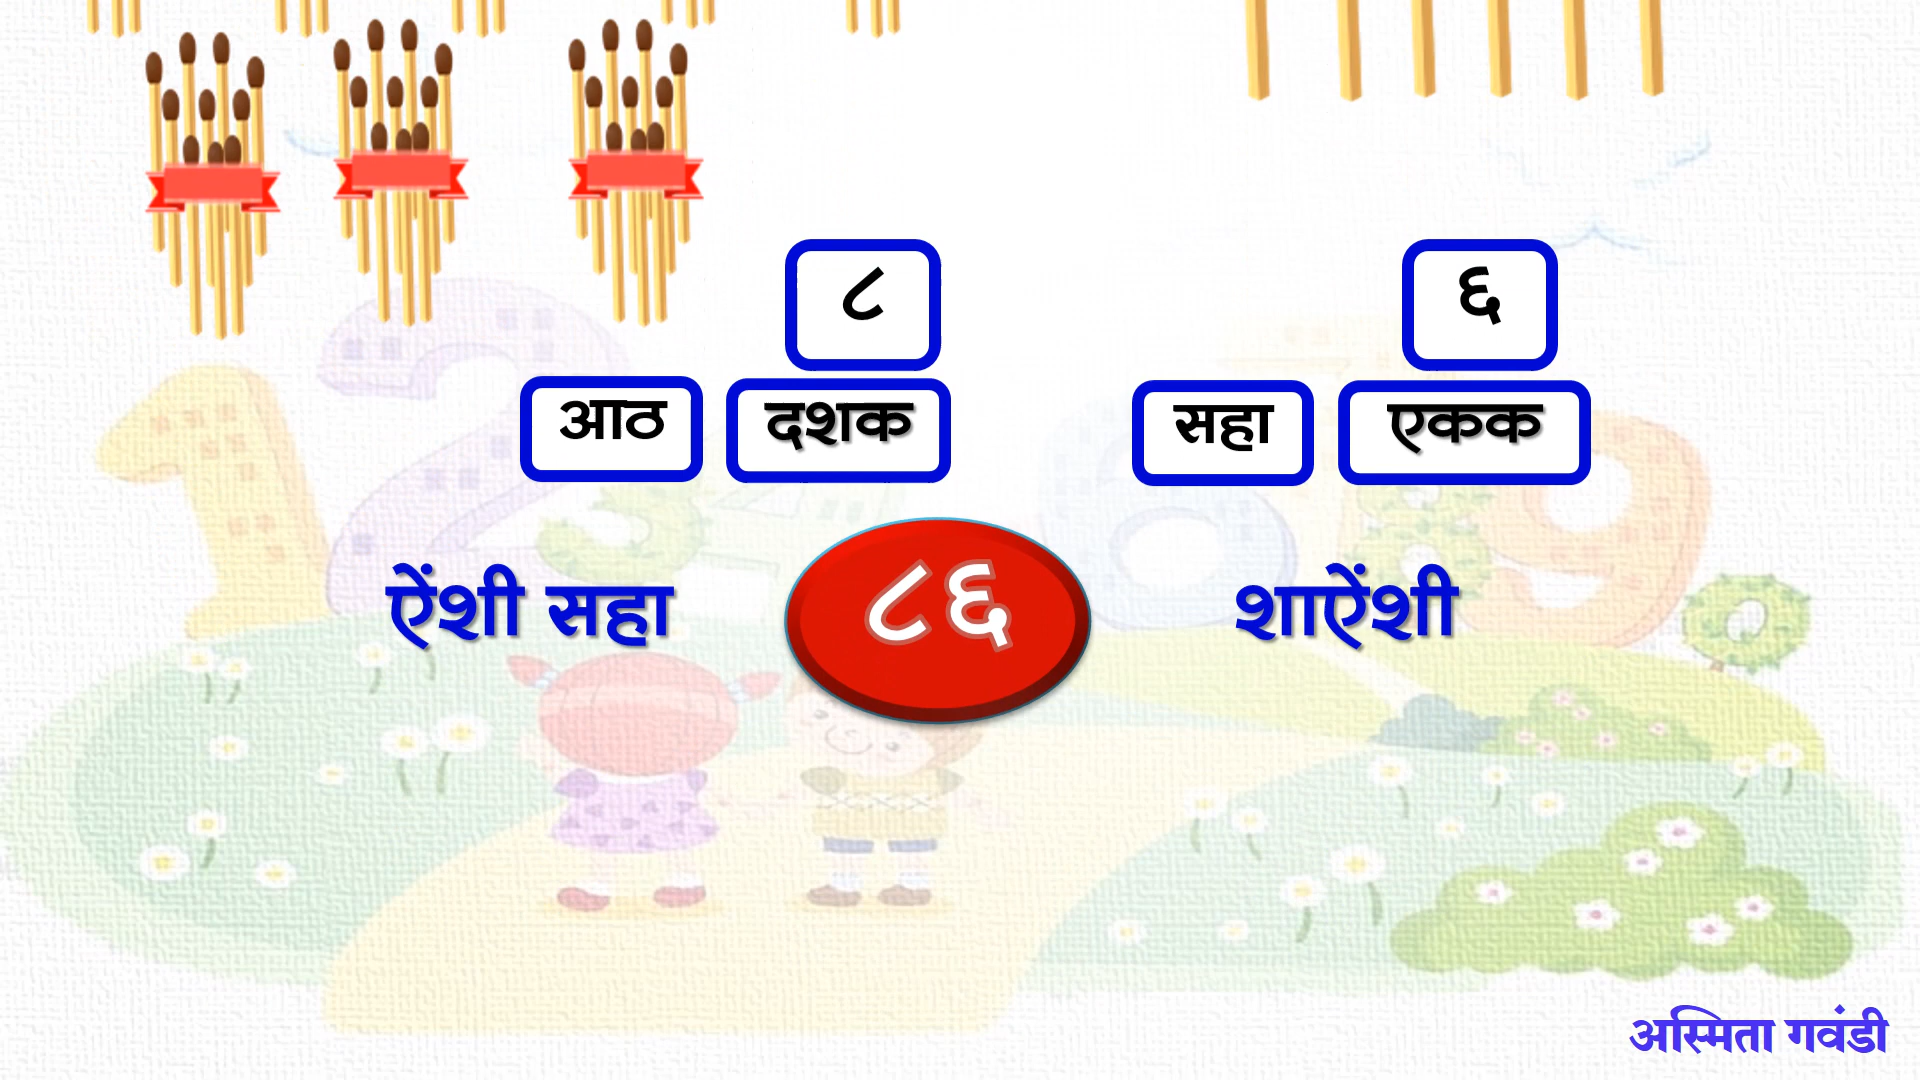 ८ ६
आठ दशक सहा एकक
ऐंशी सहा ८६ शाऐंशी
अस्मिता गवंडी